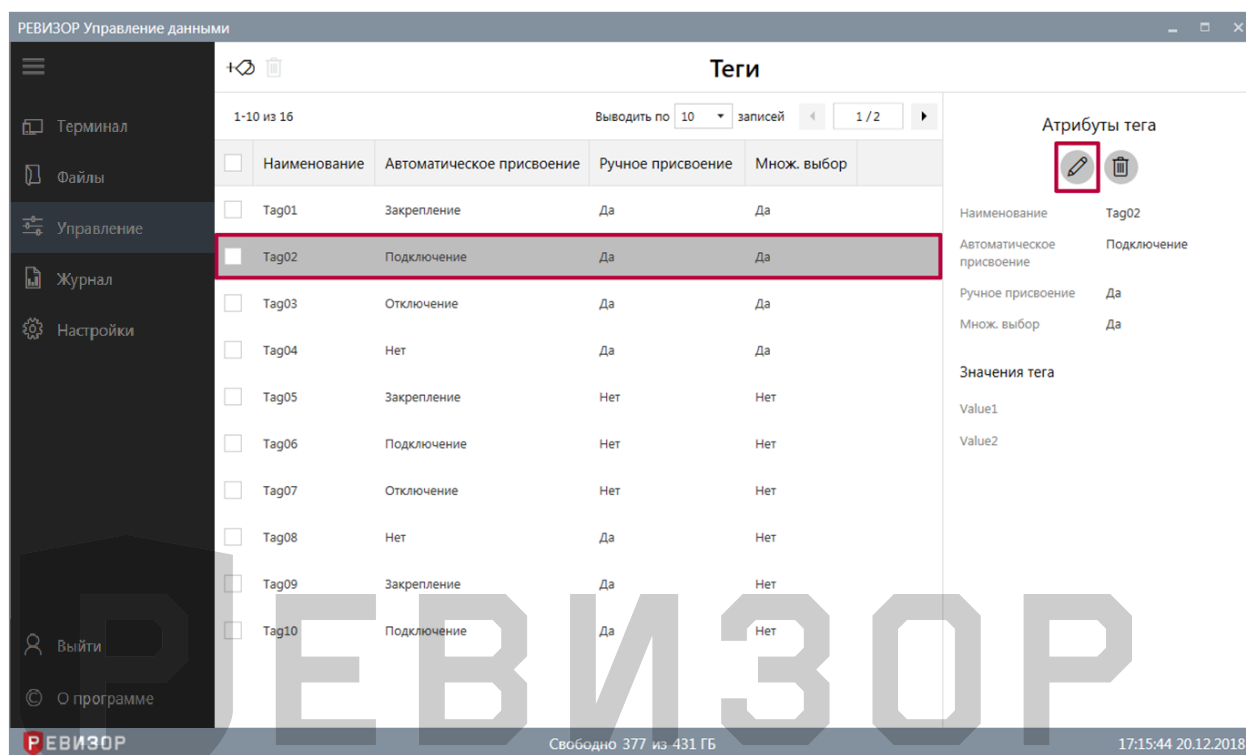 РЕВИЗОР Управление данными
Терминал
Файлы
Управление
Журнал
Настройки
Выйти
О программе
Теги
1-10 из 16 Выводить по 10 записей 1 / 2
Наименование Автоматическое присвоение Ручное присвоение Множ. выбор
Tag01 Закрепление Да Да
Tag02 Подключение Да Да
Tag03 Отключение Да Да
Tag04 Нет Да Да
Tag05 Закрепление Нет Нет
Tag06 Подключение Нет Нет
Tag07 Отключение Нет Нет
Tag08 Нет Да Нет
Tag09 Закрепление Да Нет
Tag10 Подключение Да Нет
Атрибуты тега
Наименование Tag02
Автоматическое Подключение
присвоение
Ручное присвоение Да
Множ. выбор Да
Значения тега
Value1
Value2
РЕВИЗОР
РЕВИЗОР Свободно 377 из 431 ГБ 17:15:44 20.12.2018